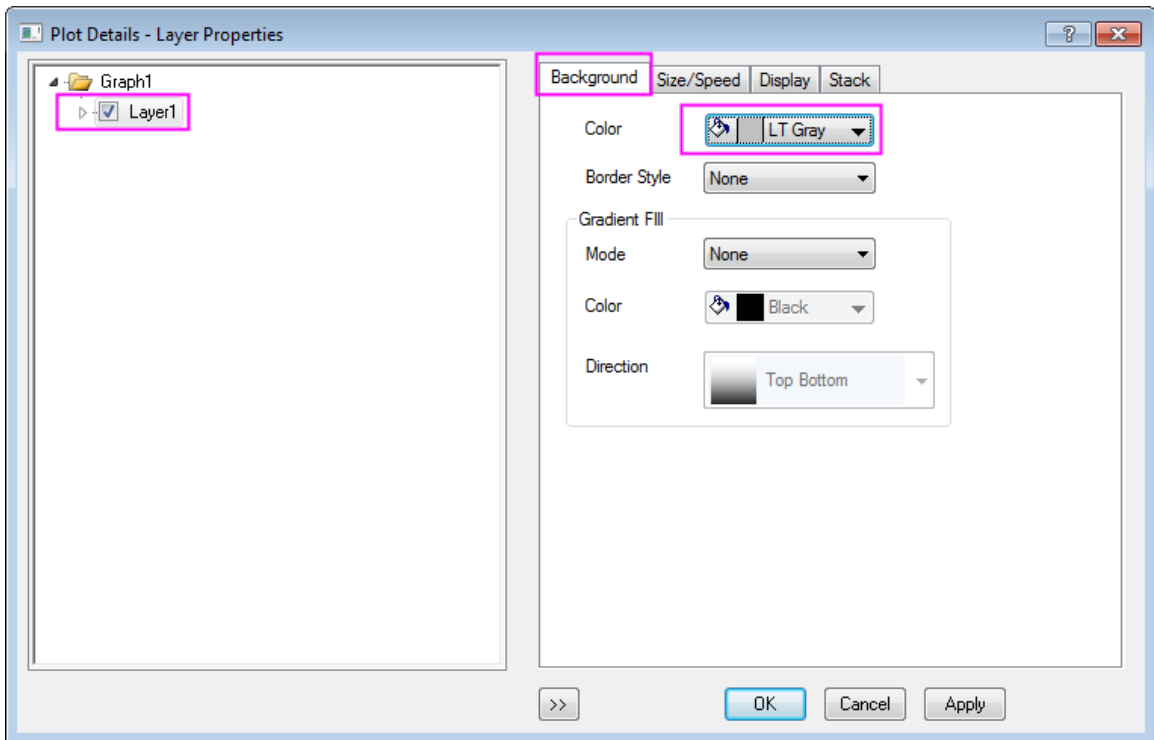 Plot Details - Layer Properties
Graph1
Layer1
Background Size/Speed Display Stack
Color LT Gray
Border Style None
Gradient FIll
Mode None
Color Black
Direction Top Bottom
>> OK Cancel Apply